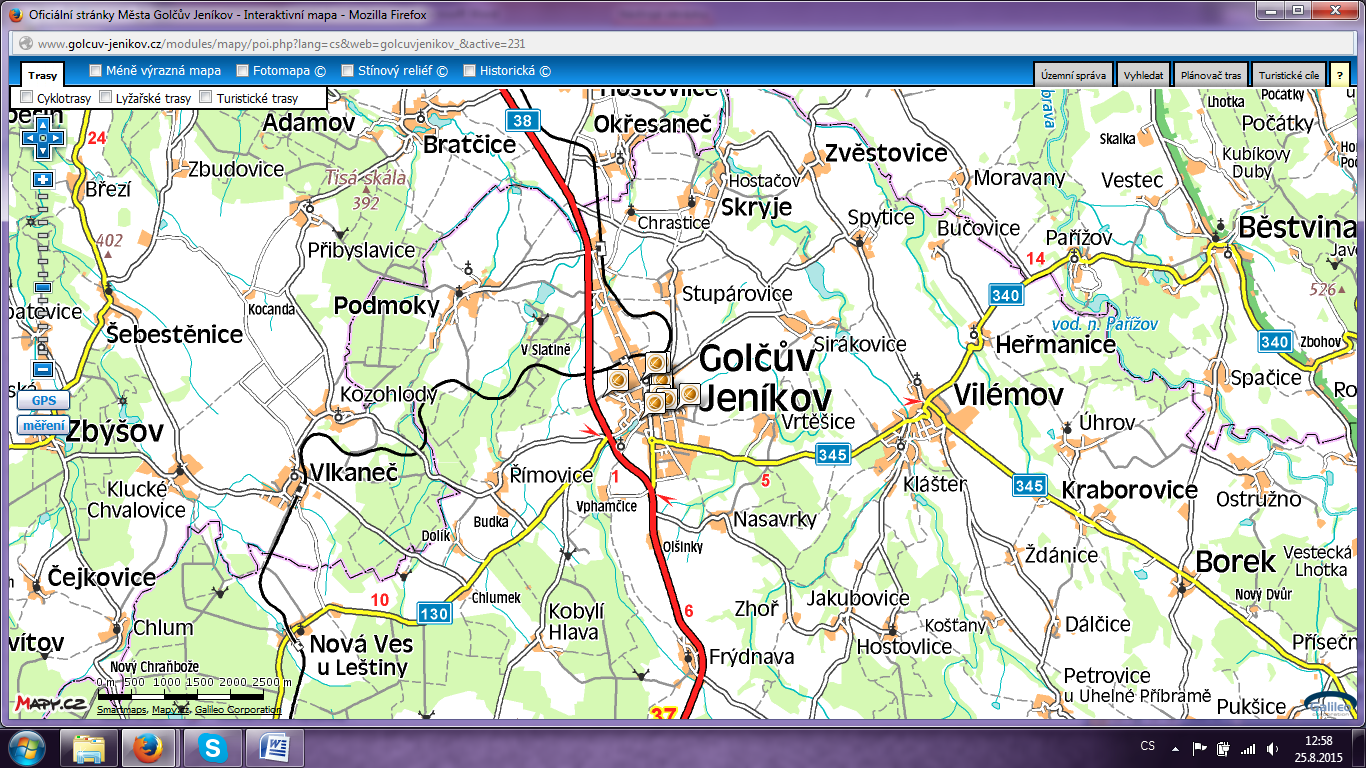 Oficiální stránky Města Golčův Jeníkov - Interaktivní mapa - Mozilla Firefox
www.golcuv-jenikov.cz/modules/mapy/poi.php?lang=cs&web=golcuvjenikov_&active=231
Trasy
Méně výrazná mapa
Fotomapa ©
Stínový reliéf ©
Historická ©
Územní správa
Vyhledat
Plánovač tras
Turistické cíle
?
Cyklotrasy
Lyžařské trasy
Turistické trasy
Adamov
Bratčice
38
Okřesaneč
Lhotka
Počátky
Skalka
Počátky
24
Zbudovice
Tisá skála
392
Zvěstovice
Kubíkovy
Duby
Březí
Hostačov
Moravany
Vestec
Skryje
Chrastice
Spytice
Bučovice
Pařížov
Běstvina
402
Přibyslavice
14
526
Podmoky
Stupárovice
340
Kocanda
vod. n. Pařížov
Šebestěnice
V Slatině
Golčův
Jeníkov
Sirákovice
Heřmanice
340
Zbohov
Spačice
Kozohlody
Vilémov
GPS
měření
Zbýšov
Vrtěšice
Úhrov
345
Vlkaneč
Římovice
1
5
Klášter
345
Kraborovice
Klucké
Chvalovice
Ostružno
Vphamčice
Budka
Nasavrky
Dolík
Olšinky
Ždánice
Borek
Vestecká
Lhotka
Čejkovice
Nový Dvůr
10
130
Chlumek
Kobylí
Hlava
6
Zhoř
Jakubovice
Chlum
Košťany
Dálčice
Nová Ves
u Leštiny
Hostovlice
Frýdnava
Nový Chraňbože
Petrovice
u Uhelné Příbramě
Pukšice
0 m 500 1000 1500 2000 2500 m
37
Mapy.cz
Smartmaps, Mapy.cz, Galileo Corporation
Galileo
CS
12:58
25.8.2015